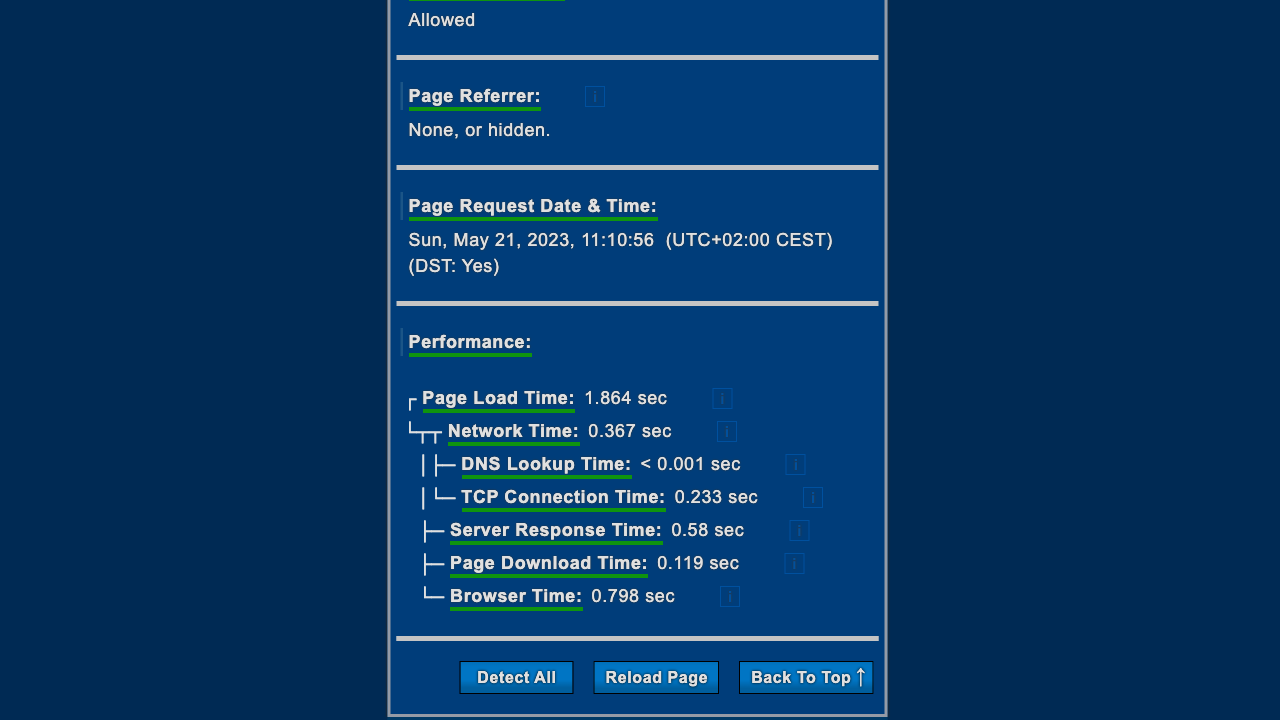 Allowed
Page Referrer: i
None, or hidden.
Page Request Date & Time:
Sun, May 21, 2023, 11:10:56 (UTC+02:00 CEST)
(DST: Yes)
Performance:
Page Load Time: 1.864 sec i
Network Time: 0.367 sec i
DNS Lookup Time: < 0.001 sec i
TCP Connection Time: 0.233 sec i
Server Response Time: 0.58 sec i
Page Download Time: 0.119 sec i
Browser Time: 0.798 sec i
Detect All Reload Page Back To Top ↑